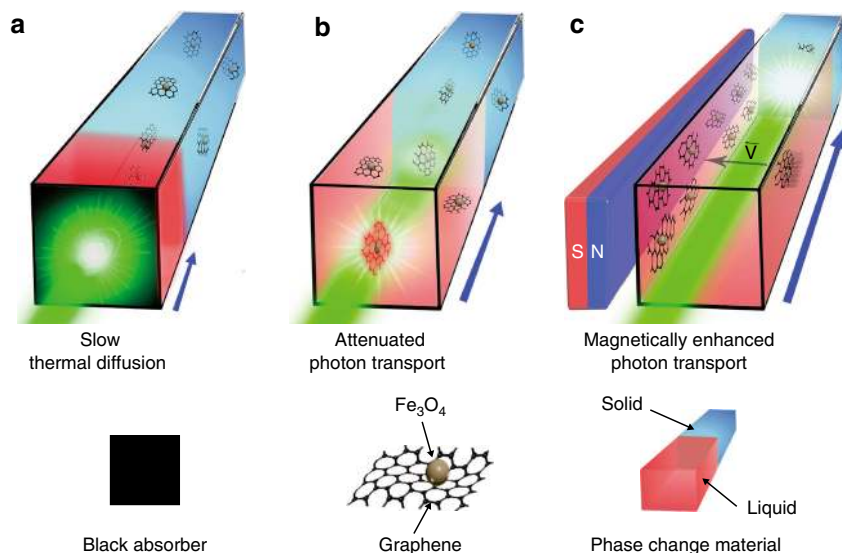 a
b
c
V̄
S N
Slow
thermal diffusion
Attenuated
photon transport
Magnetically enhanced
photon transport
Fe₃O₄
Solid
Liquid
Black absorber
Graphene
Phase change material